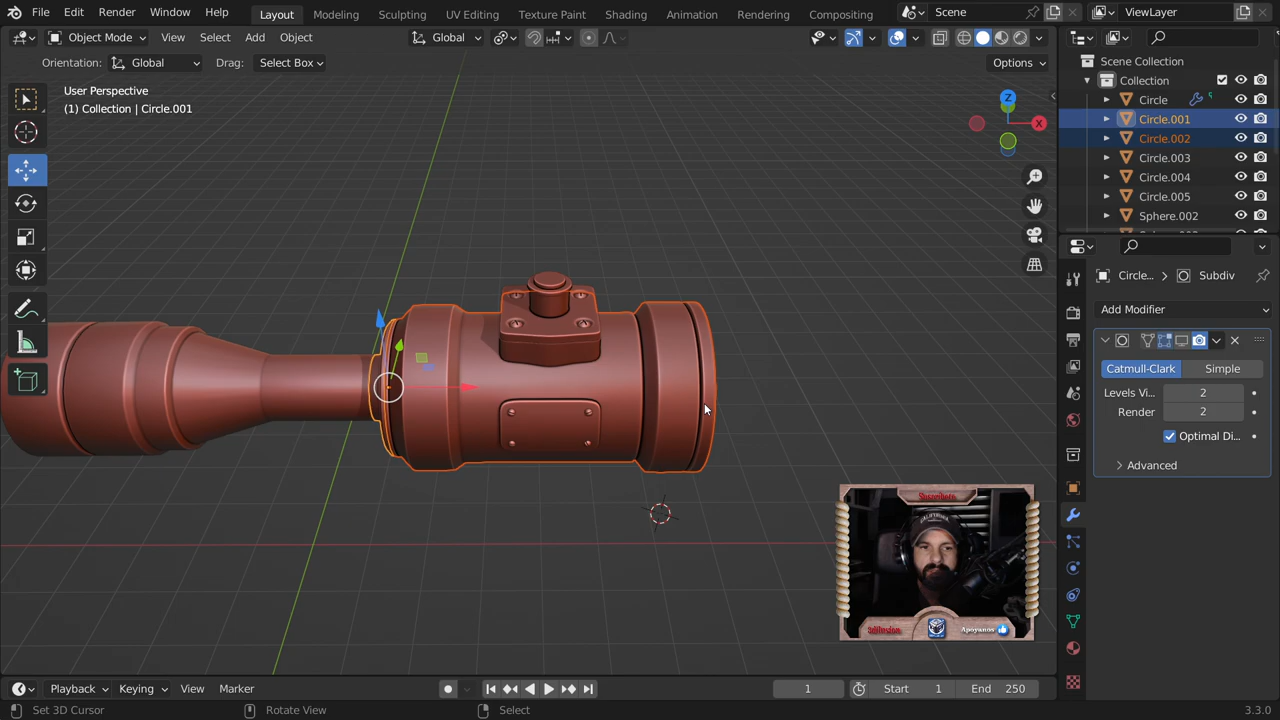 File Edit Render Window Help Layout Modeling Sculpting UV Editing Texture Paint Shading Animation Rendering Compositing Scene ViewLayer
Object Mode View Select Add Object Global
Orientation: Global Drag: Select Box Options
User Perspective
(1) Collection | Circle.001
Z
X
Scene Collection
Collection
Circle
Circle.001
Circle.002
Circle.003
Circle.004
Circle.005
Sphere.002
Circle... Subdiv
Add Modifier
Catmull-Clark Simple
Levels Vi... 2
Render 2
Optimal Di...
Advanced
Suscribete
Apoyanos
Playback Keying View Marker 1 Start 1 End 250
Set 3D Cursor Rotate View Select 3.3.0